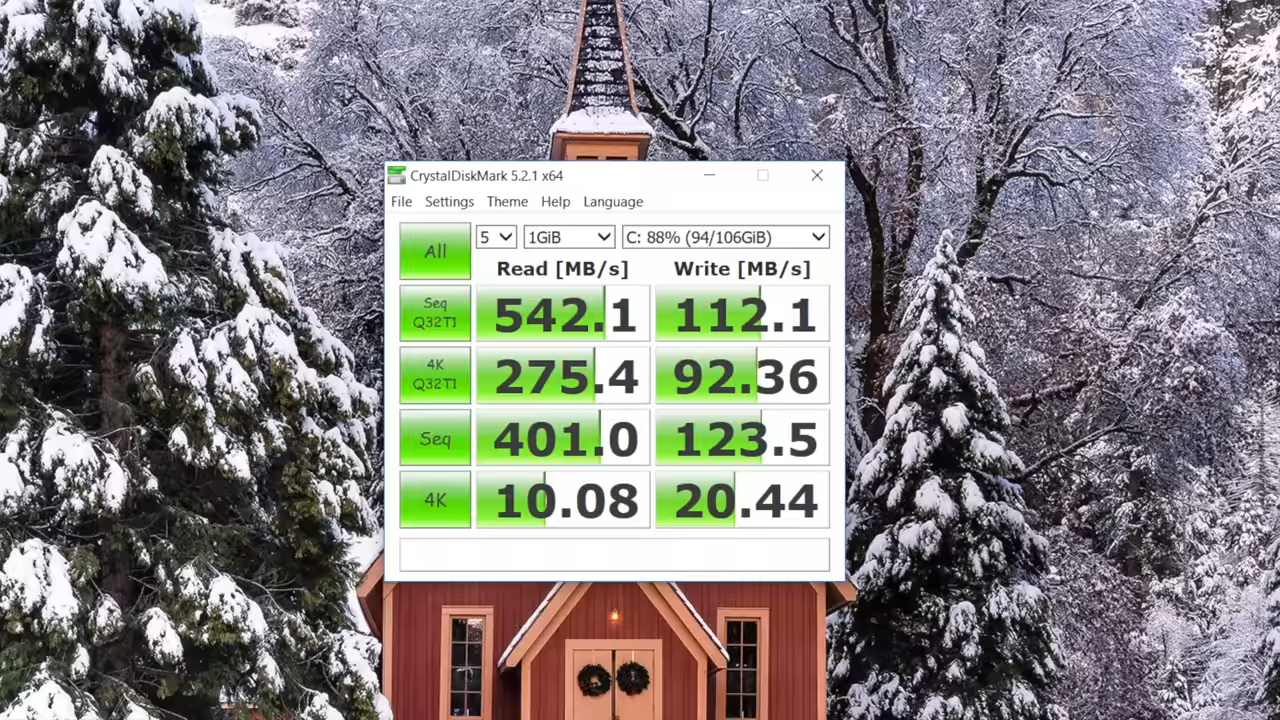 CrystalDiskMark 5.2.1 x64
File Settings Theme Help Language
All 5 1GiB C: 88% (94/106GiB)
Read [MB/s] Write [MB/s]
Seq Q32T1 542.1 112.1
4K Q32T1 275.4 92.36
Seq 401.0 123.5
4K 10.08 20.44